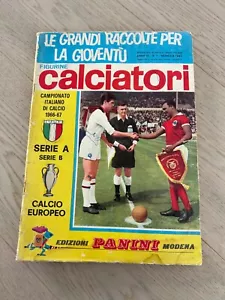 LE GRANDI RACCOLTE PER
LA GIOVENTÙ
FIGURINE
calciatori
CAMPIONATO
ITALIANO
DI CALCIO
1966-67
SERIE A
SERIE B
CALCIO
EUROPEO
EDIZIONI PANINI MODENA